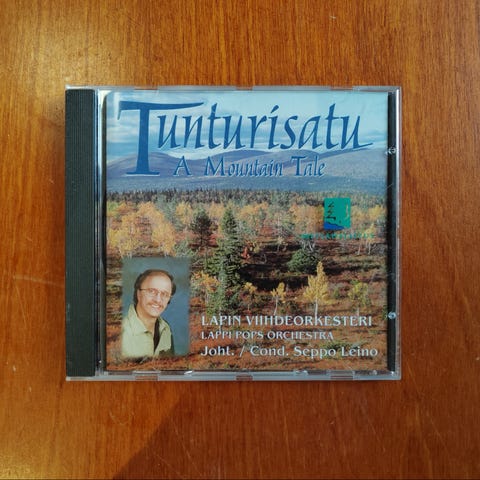 Tunturisatu
A Mountain Tale
LAPIN VIIHDEORKESTERI
LAPPI POPS ORCHESTRA
Joht. / Cond. Seppo Leino